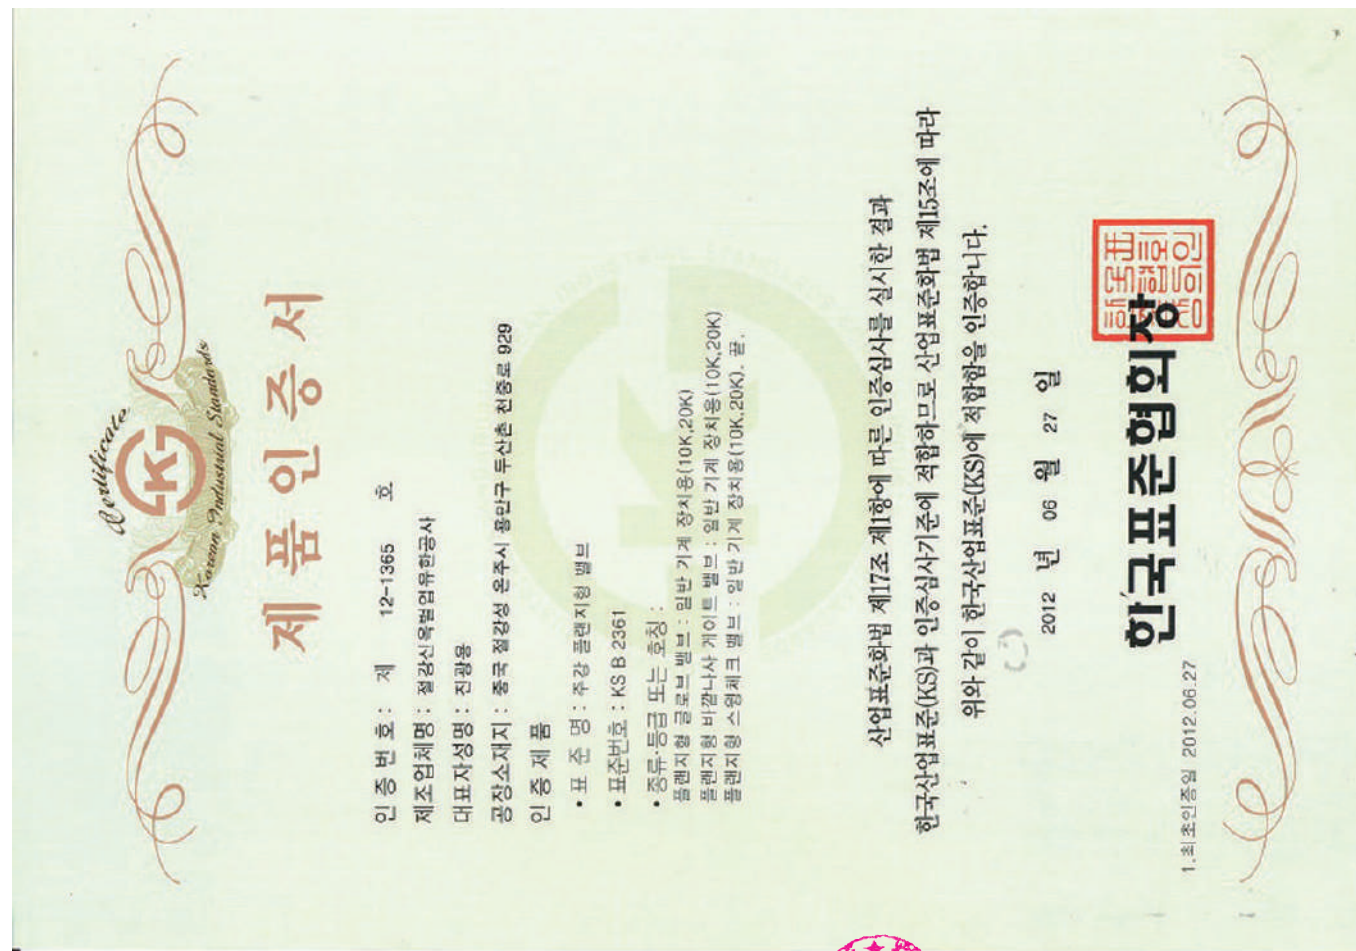 Certificate
K
Korean Industrial Standards
제품인증서
인 증 번 호 : 제 12-1365 호
제조업체명 : 절강신욱벌업유한공사
대표자성명 : 진광용
공장소재지 : 중국 절강성 온주시 용만구 두산촌 천중로 929
인 증 제 품
• 표 준 명 : 주강 플랜지형 밸브
• 표준번호 : KS B 2361
• 종류·등급 또는 호칭 :
플랜지형 글로브 밸브 : 일반 기계 장치용(10K,20K)
플랜지형 바깥나사 게이트 밸브 : 일반 기계 장치용(10K,20K)
플랜지형 스윙체크 밸브 : 일반 기계 장치용(10K,20K). 끝.
산업표준화법 제17조 제1항에 따른 인증심사를 실시한 결과
한국산업표준(KS)과 인증심사기준에 적합하므로 산업표준화법 제15조에 따라
위와 같이 한국산업표준(KS)에 적합함을 인증합니다.
2012 년 06 월 27 일
한국표준협회장
1.최초인증일 2012.06.27